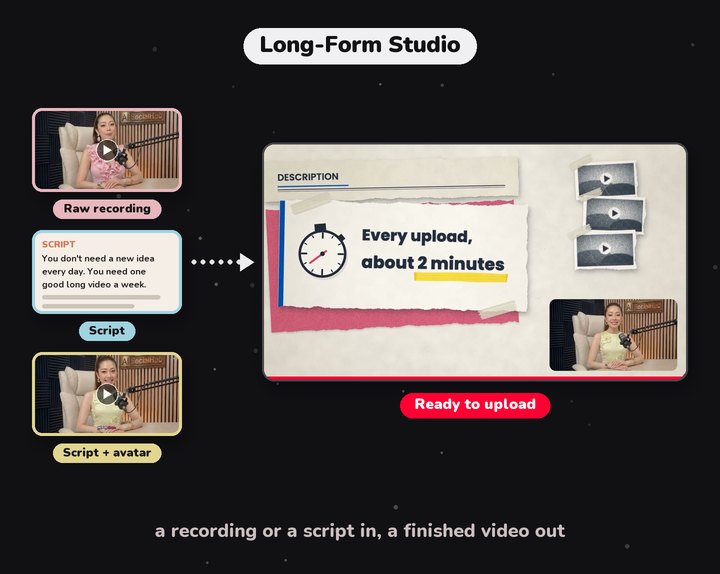 Long-Form Studio
Raw recording
SCRIPT
You don't need a new idea
every day. You need one
good long video a week.
Script
Script + avatar
DESCRIPTION
Every upload,
about 2 minutes
Ready to upload
a recording or a script in, a finished video out